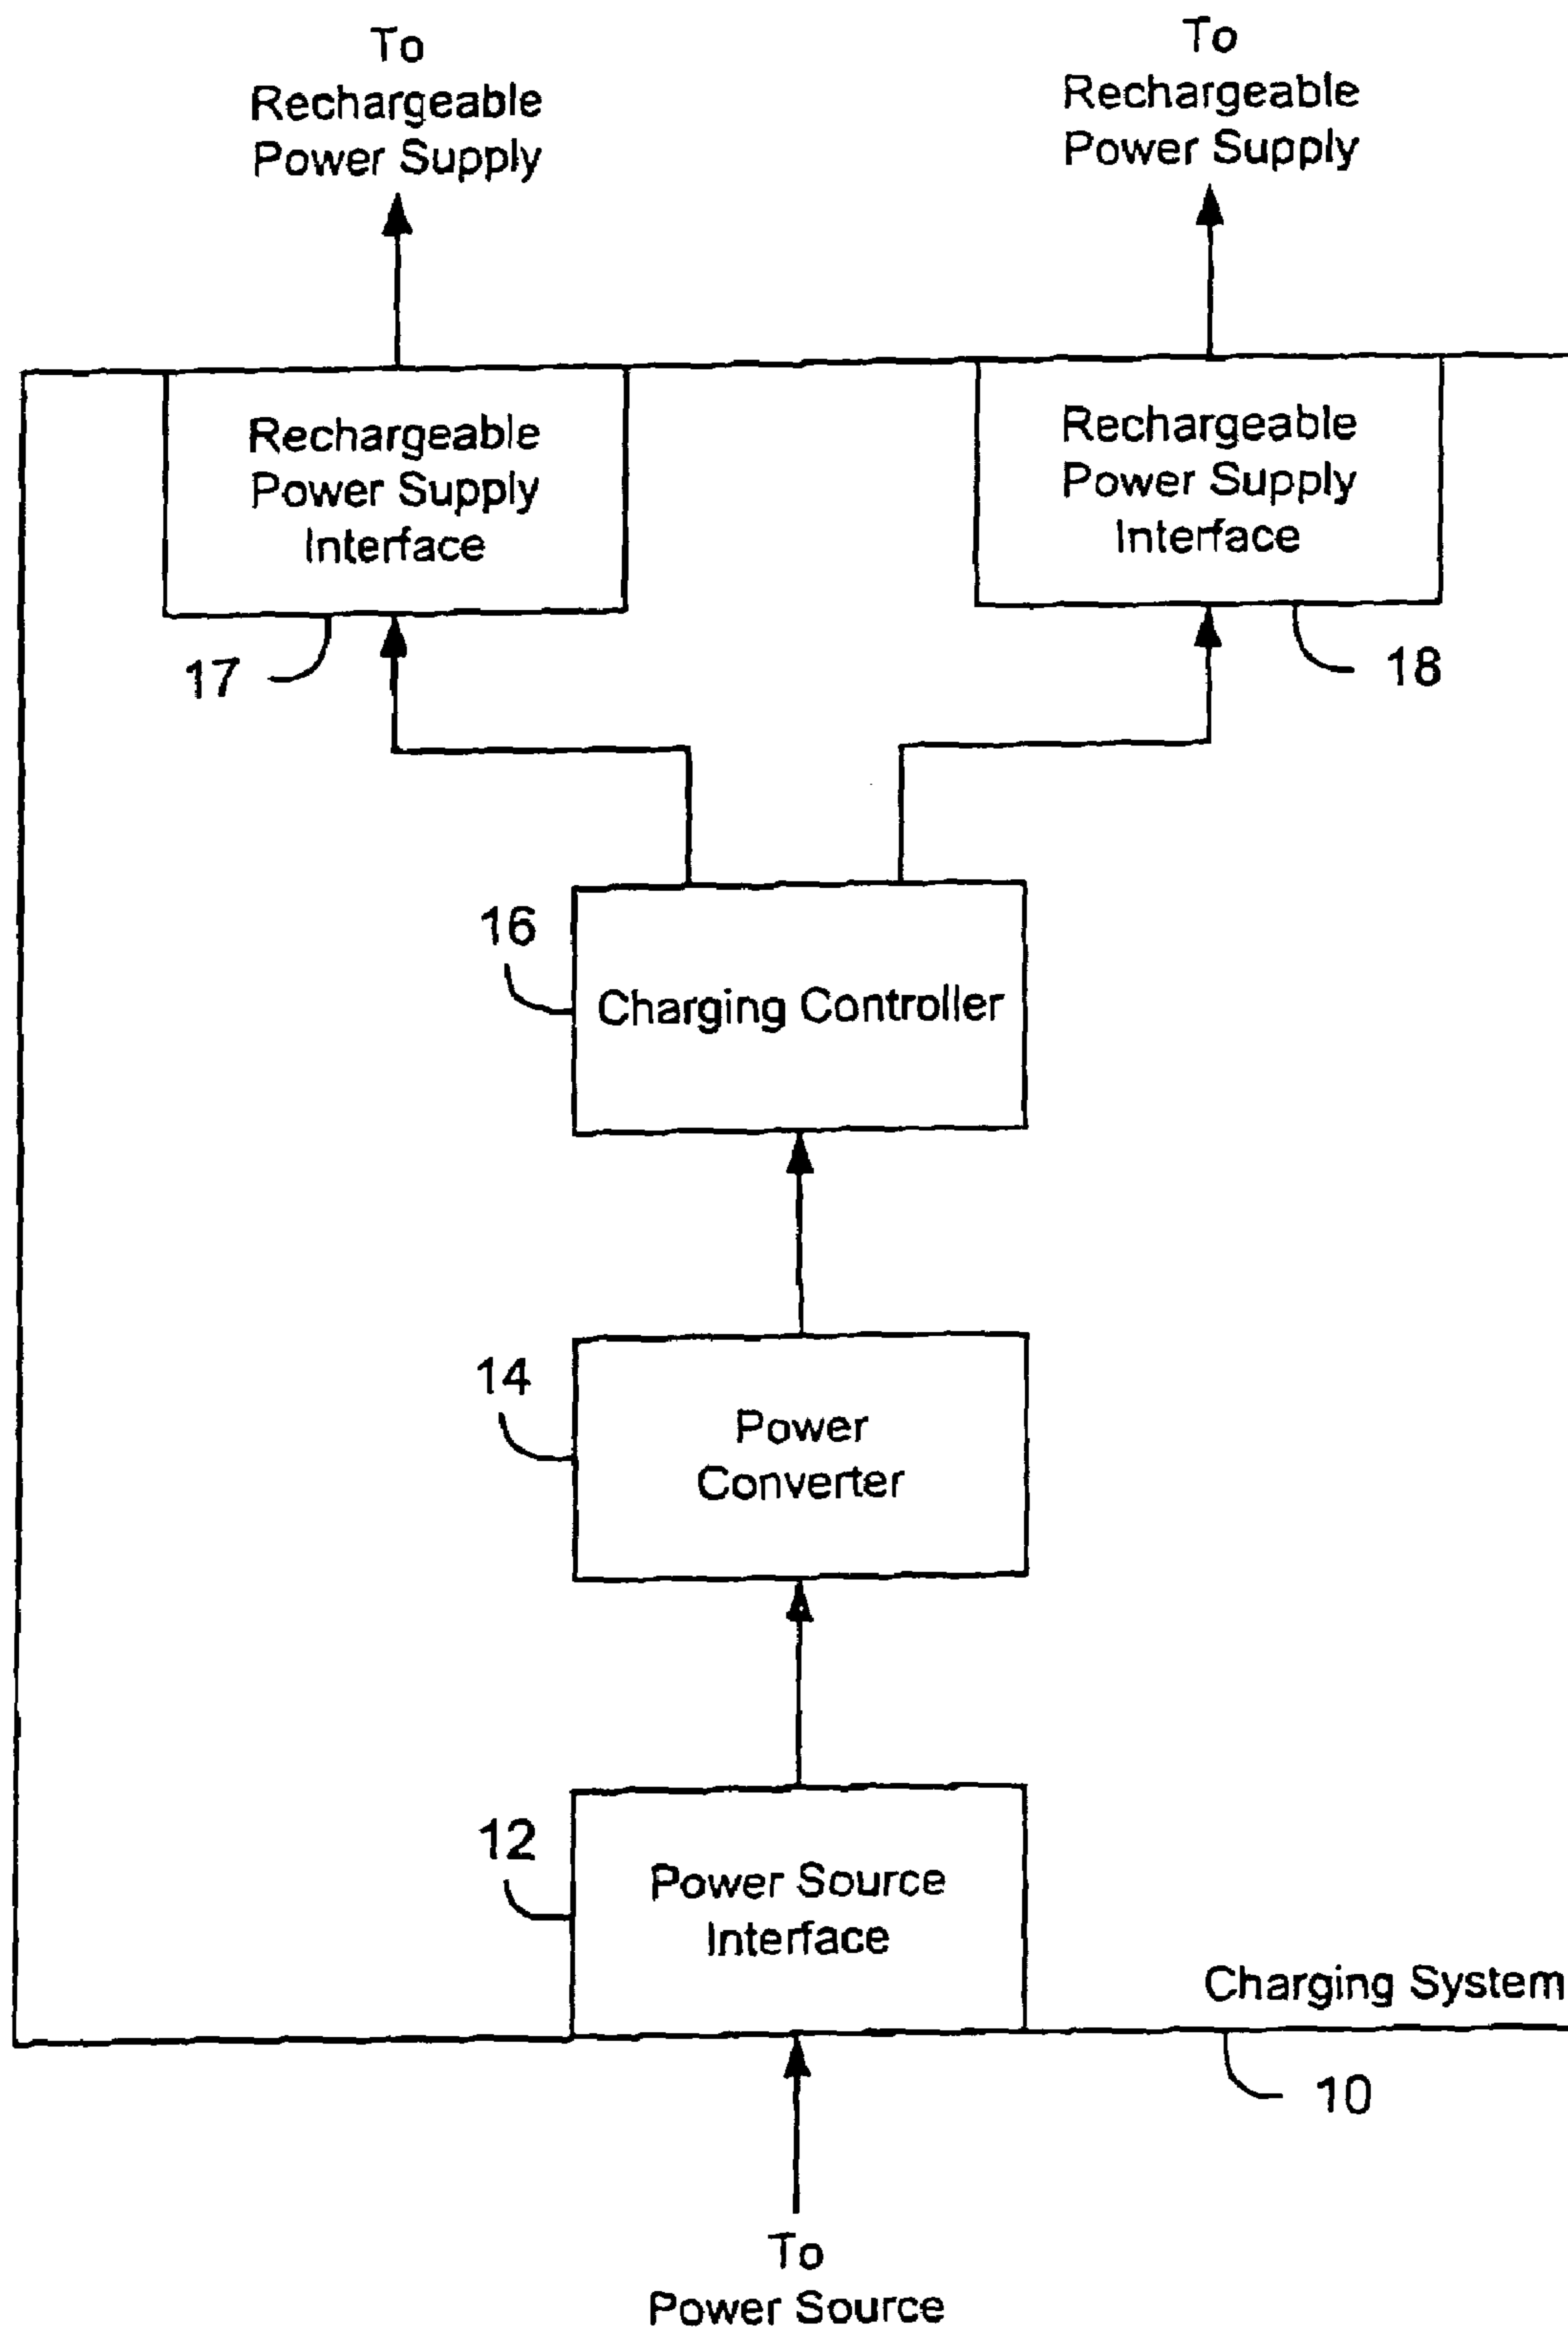 To
Rechargeable
Power Supply
To
Rechargeable
Power Supply
Rechargeable
Power Supply
Interface
Rechargeable
Power Supply
Interface
17
18
16
Charging Controller
14
Power
Converter
12
Power Source
Interface
Charging System
10
To
Power Source